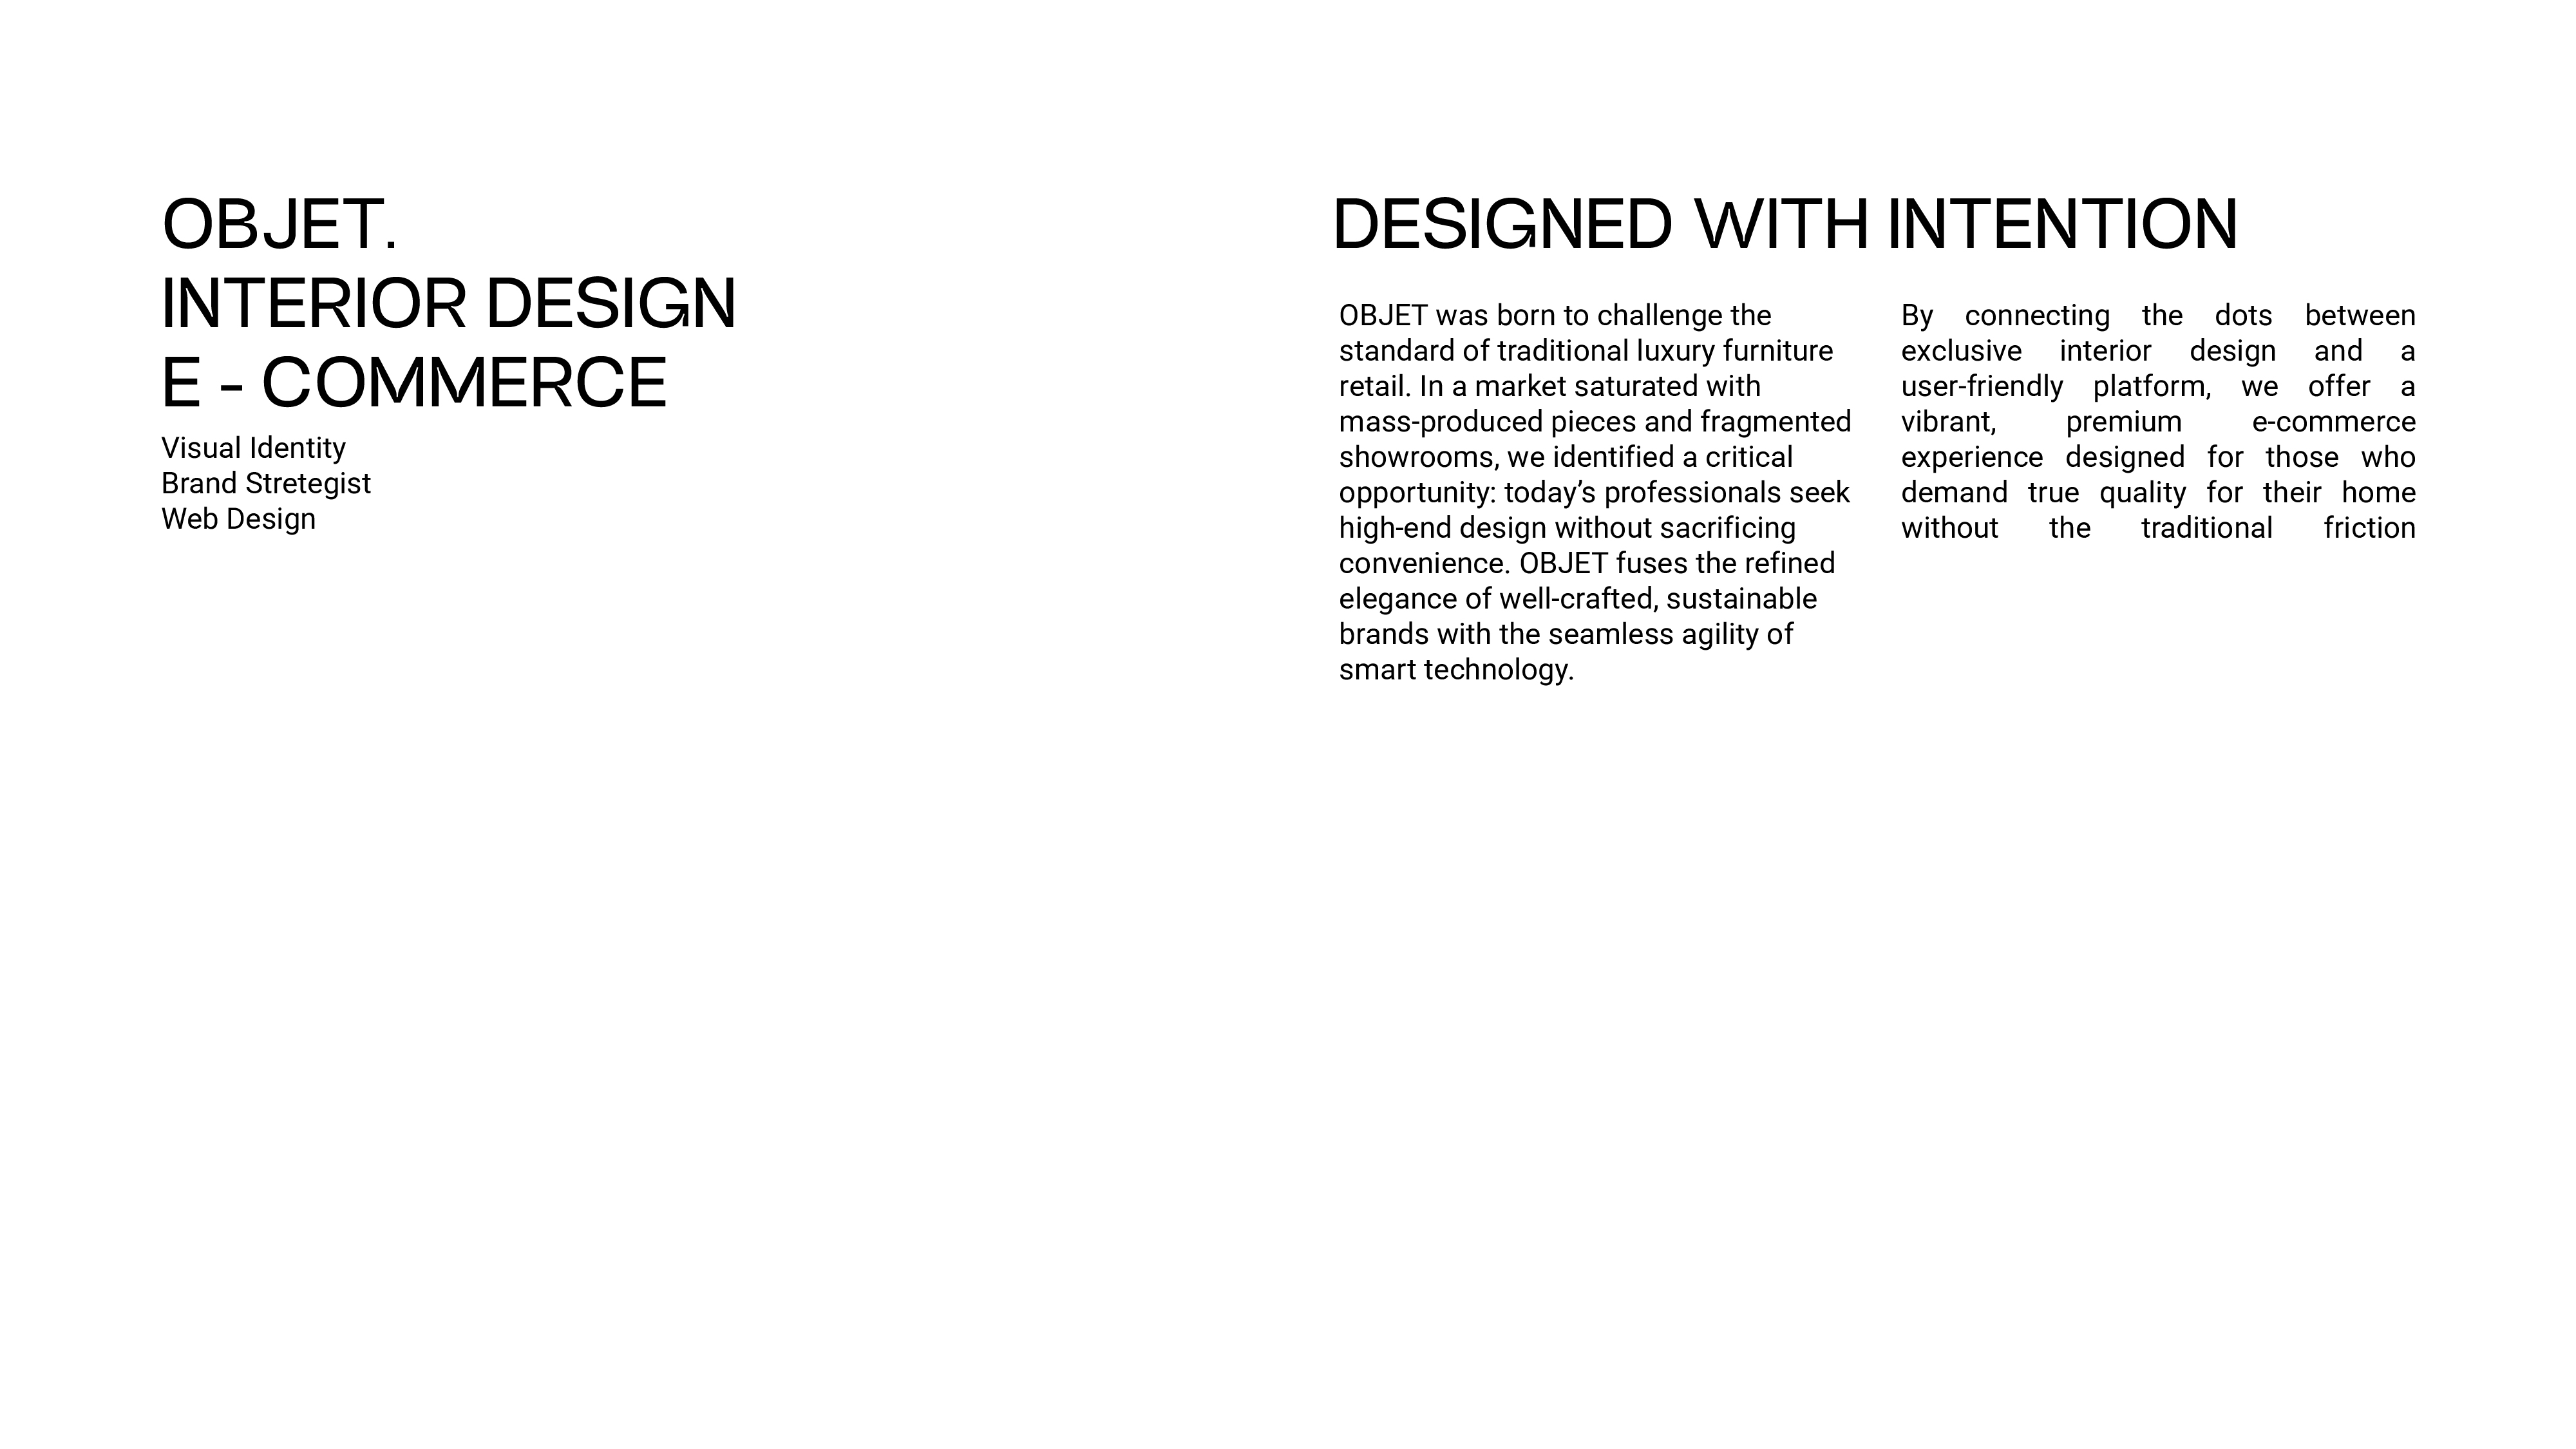 OBJET.
INTERIOR DESIGN
E - COMMERCE
Visual Identity
Brand Stretegist
Web Design
DESIGNED WITH INTENTION
OBJET was born to challenge the
standard of traditional luxury furniture
retail. In a market saturated with
mass-produced pieces and fragmented
showrooms, we identified a critical
opportunity: today’s professionals seek
high-end design without sacrificing
convenience. OBJET fuses the refined
elegance of well-crafted, sustainable
brands with the seamless agility of
smart technology.
By connecting the dots between
exclusive interior design and a
user-friendly platform, we offer a
vibrant, premium e-commerce
experience designed for those who
demand true quality for their home
without the traditional friction